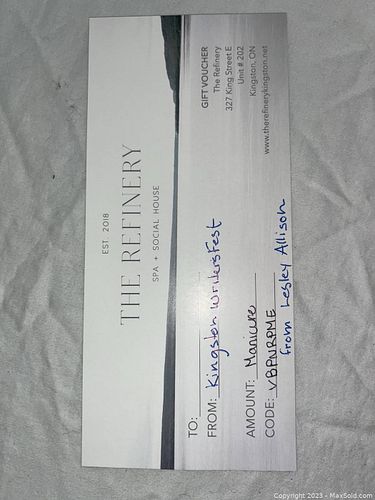 EST. 2018
THE REFINERY
SPA + SOCIAL HOUSE
GIFT VOUCHER
The Refinery
327 King Street E
Unit # 202
Kingston, ON
www.therefinerykingston.net
TO:
FROM: Kingston WritersFest
AMOUNT: Manicure
CODE: VBPNRPME
from Lesley Allison
Copyright 2023 - MaxSold.com